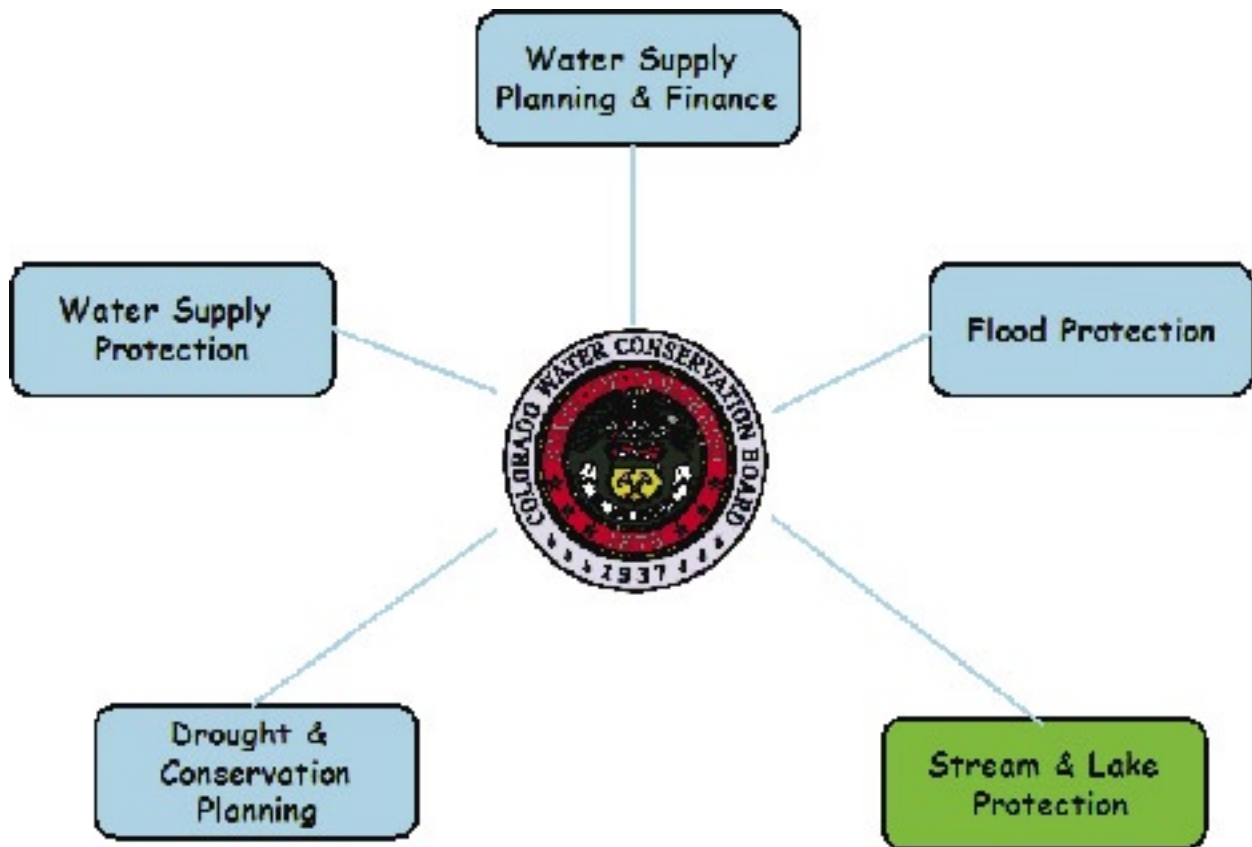 Water Supply
Planning & Finance
Water Supply
Protection
Flood Protection
COLORADO WATER CONSERVATION BOARD
1937
Drought &
Conservation
Planning
Stream & Lake
Protection